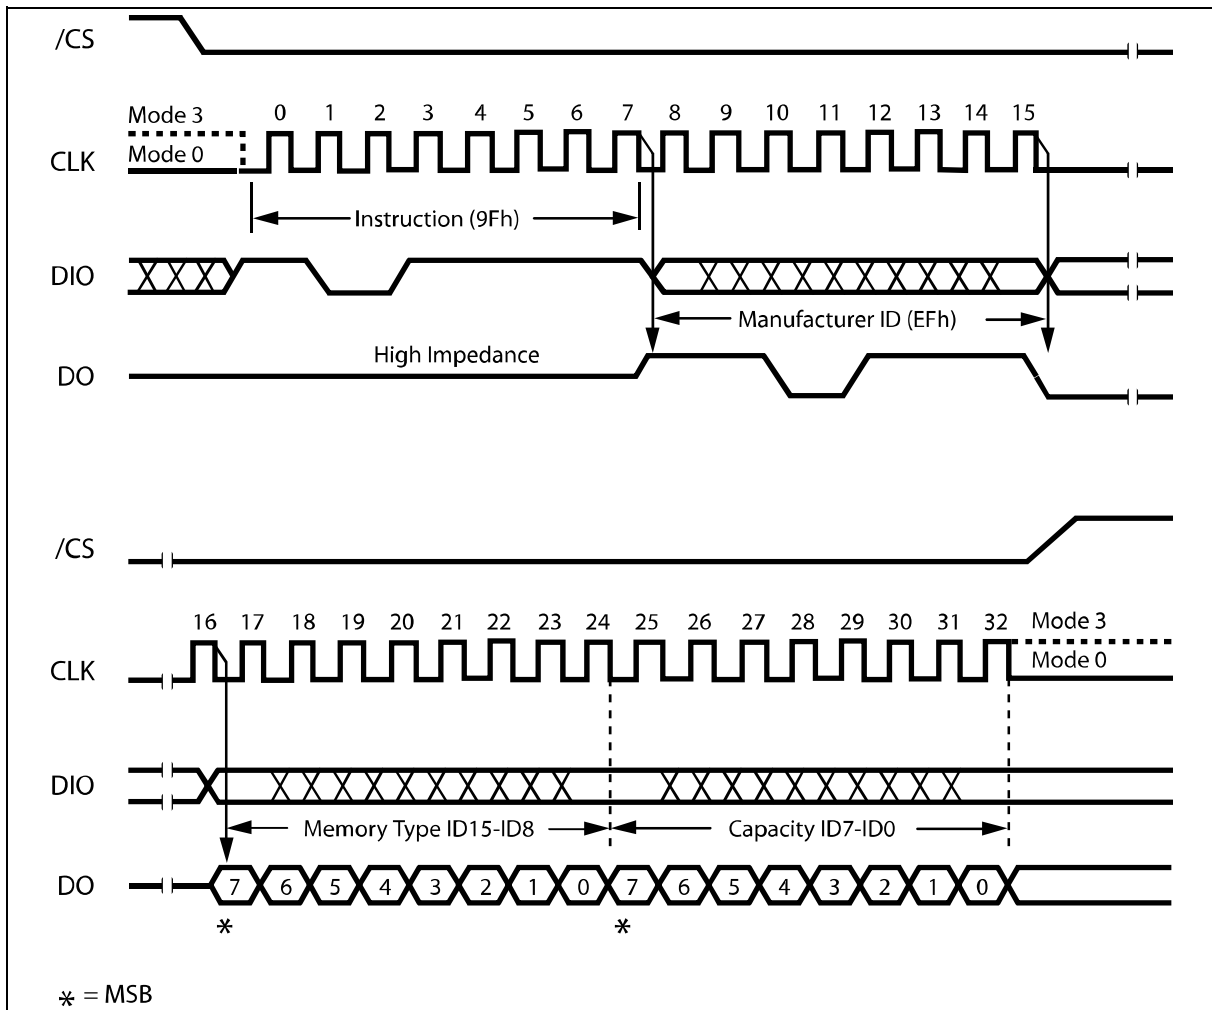 /CS
Mode 3
0 1 2 3 4 5 6 7 8 9 10 11 12 13 14 15
CLK
Mode 0
Instruction (9Fh)
DIO
Manufacturer ID (EFh)
High Impedance
DO
/CS
16 17 18 19 20 21 22 23 24 25 26 27 28 29 30 31 32
Mode 3
CLK
Mode 0
DIO
Memory Type ID15-ID8
Capacity ID7-ID0
DO
7 6 5 4 3 2 1 0 7 6 5 4 3 2 1 0
* *
* = MSB